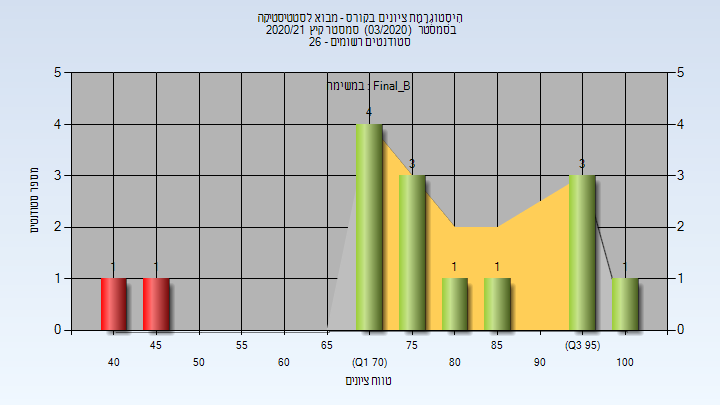 הִיסטוגרַמַת ציונים בקורס - מבוא לסטטיסטיקה
בסמסטר (03/2020) סמסטר קיץ 2020/21
סטודנטים רשומים - 26
במשימה : Final_B
5 5
4 4
3 3
2 2
1 1
0 0
4
3 3
1 1 1 1 1
מספר סטודנטים
45 55 65 75 85 (Q3 95)
40 50 60 (Q1 70) 80 90 100
טווח ציונים